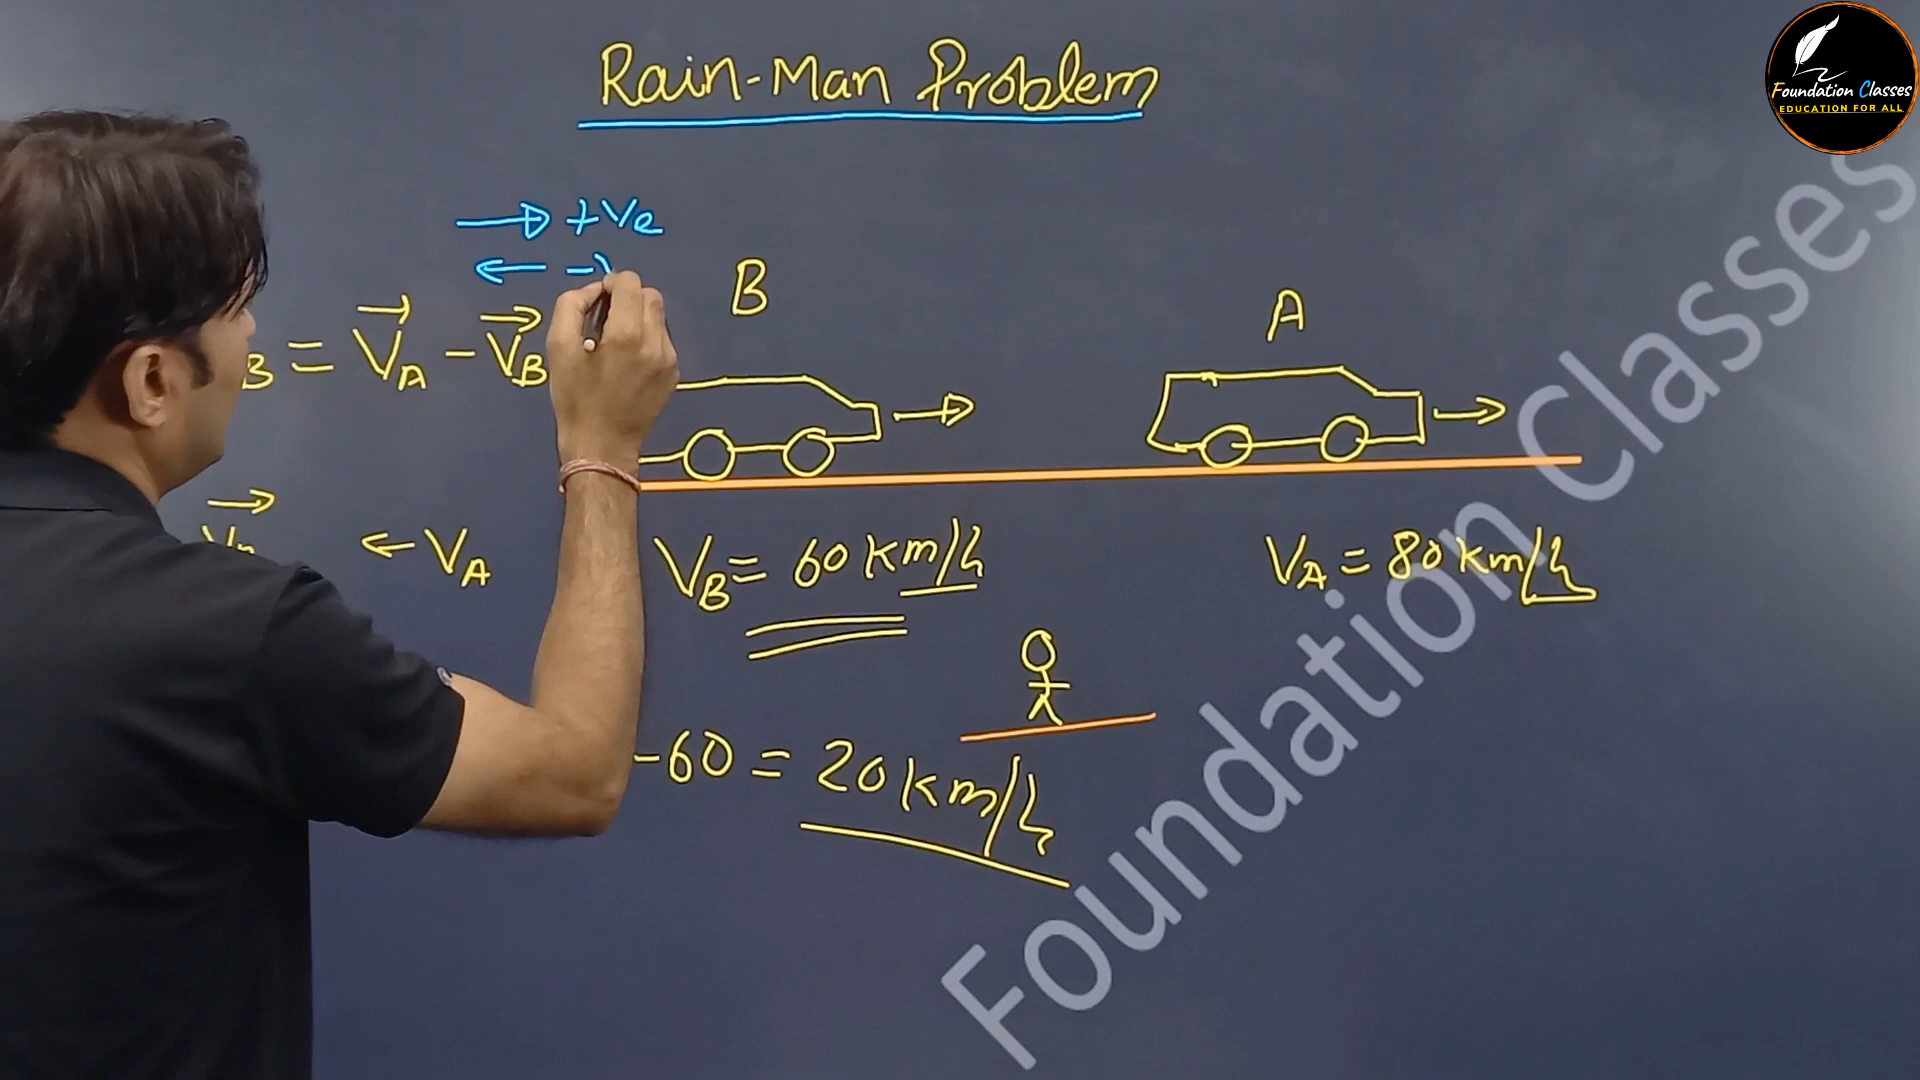 Rain-Man Problem
Foundation Classes
EDUCATION FOR ALL
→ +ve
← -
B
A
B = V⃗A - V⃗B
← VA
VB = 60 km/h
VA = 80 km/h
-60 = 20 km/h
Foundation Classes